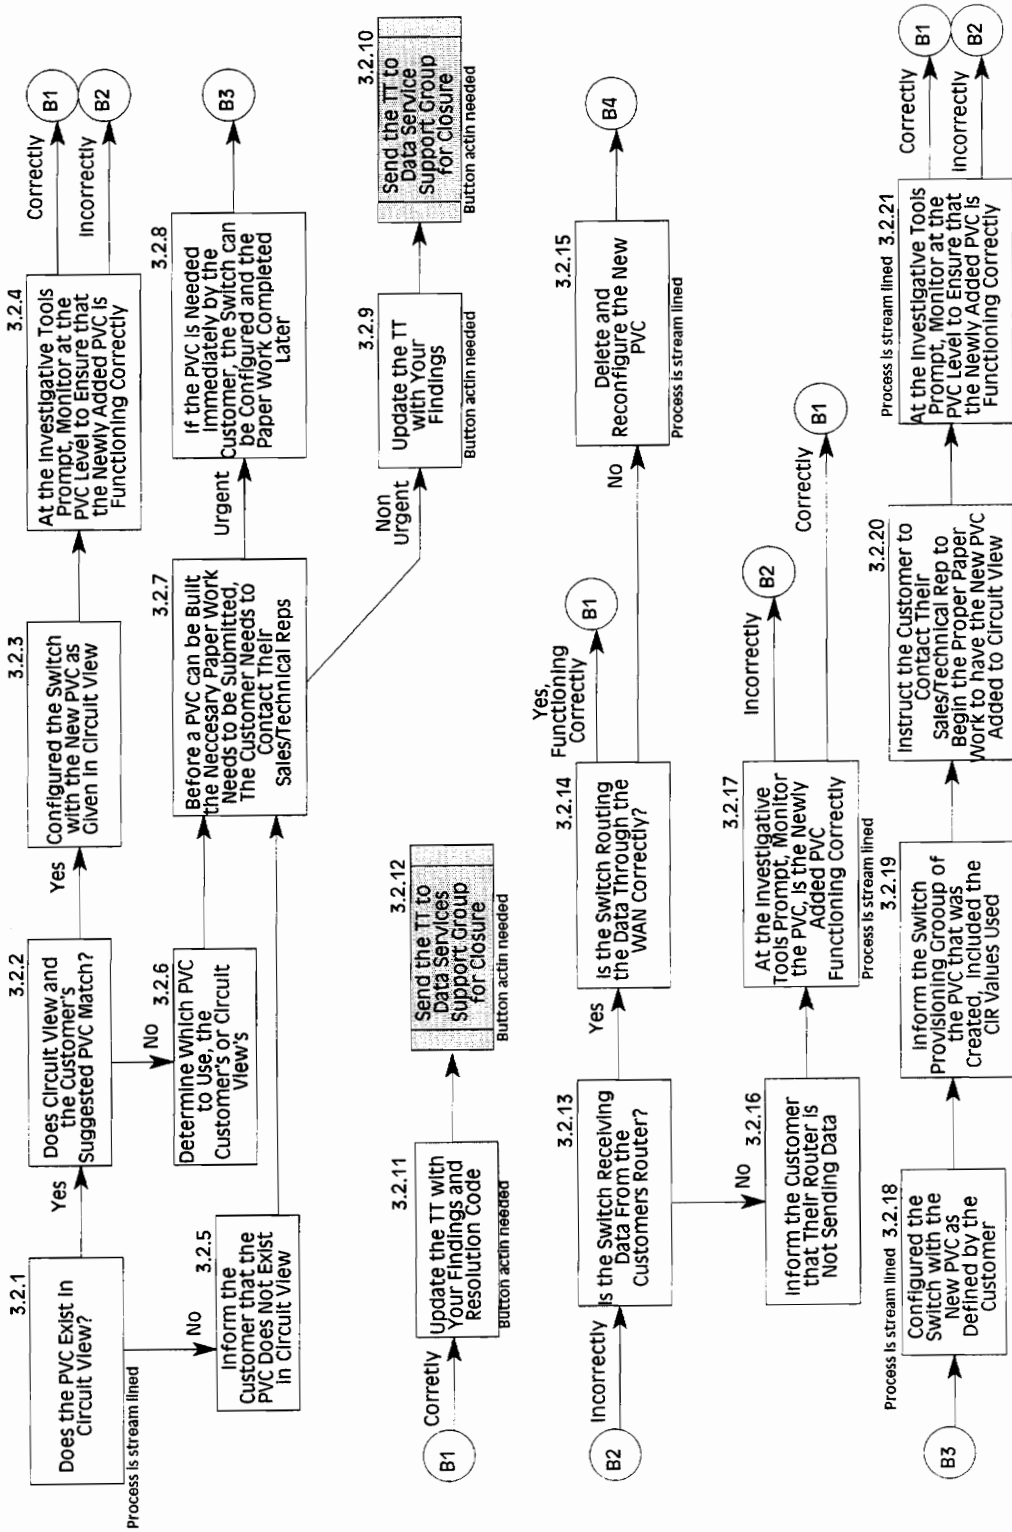 3.2.1
Does the PVC Exist In
Circuit View?
Process is stream lined
Yes
No
3.2.2
Does Circuit View and
the Customer's
Suggested PVC Match?
Yes
No
3.2.3
Configured the Switch
with the New PVC as
Given in Circuit View
3.2.4
At the Investigative Tools
Prompt, Monitor at the
PVC Level to Ensure that
the Newly Added PVC is
Functioning Correctly
Correctly
B1
Incorrectly
B2
3.2.5
Inform the
Customer that the
PVC Does Not Exist
in Circuit View
3.2.6
Determine Which PVC
to Use, the
Customer's, or Circuit
View's
3.2.7
Before a PVC can be Built
the Neccesary Paper Work
Needs to be Submitted,
The Customer Needs to
Contact Their
Sales/Technical Reps
Urgent
Non
Urgent
3.2.8
If the PVC is Needed
Immediately by the
Customer, the Switch can
be Configured and the
Paper Work Completed
Later
B3
3.2.9
Update the TT
with Your
Findings
Button actin needed
3.2.10
Send the TT to
Data Service
Support Group
for Closure
Button actin needed
B1
Corretly
3.2.11
Update the TT with
Your Findings and
Resolution Code
Button actin needed
3.2.12
Send the TT to
Data Services
Support Group
for Closure
Button actin needed
B2
Incorrectly
3.2.13
Is the Switch Receiving
Data From the
Customers Router?
Yes
No
3.2.14
Is the Switch Routing
the Data Through the
WAN Correctly?
Yes,
Functioning
Correctly
B1
No
3.2.15
Delete and
Reconfigure the New
PVC
Process is stream lined
B4
3.2.16
Inform the Customer
that Their Router is
Not Sending Data
3.2.17
At the Investigative
Tools Prompt, Monitor
the PVC, is the Newly
Added PVC
Functioning Correctly
Process is stream lined
Incorrectly
B2
Correctly
B1
B3
Process is stream lined 3.2.18
Configured the
Switch with the
New PVC as
Defined by the
Customer
3.2.19
Inform the Switch
Provisioning Group of
the PVC that was
Created, Included the
CIR Values Used
3.2.20
Instruct the Customer to
Contact Their
Sales/Technical Rep to
Begin the Proper Paper
Work to have the New PVC
Added to Circuit View
Process is stream lined 3.2.21
At the Investigative Tools
Prompt, Monitor at the
PVC Level to Ensure that
the Newly Added PVC is
Functioning Correctly
Correctly
B1
Incorrectly
B2